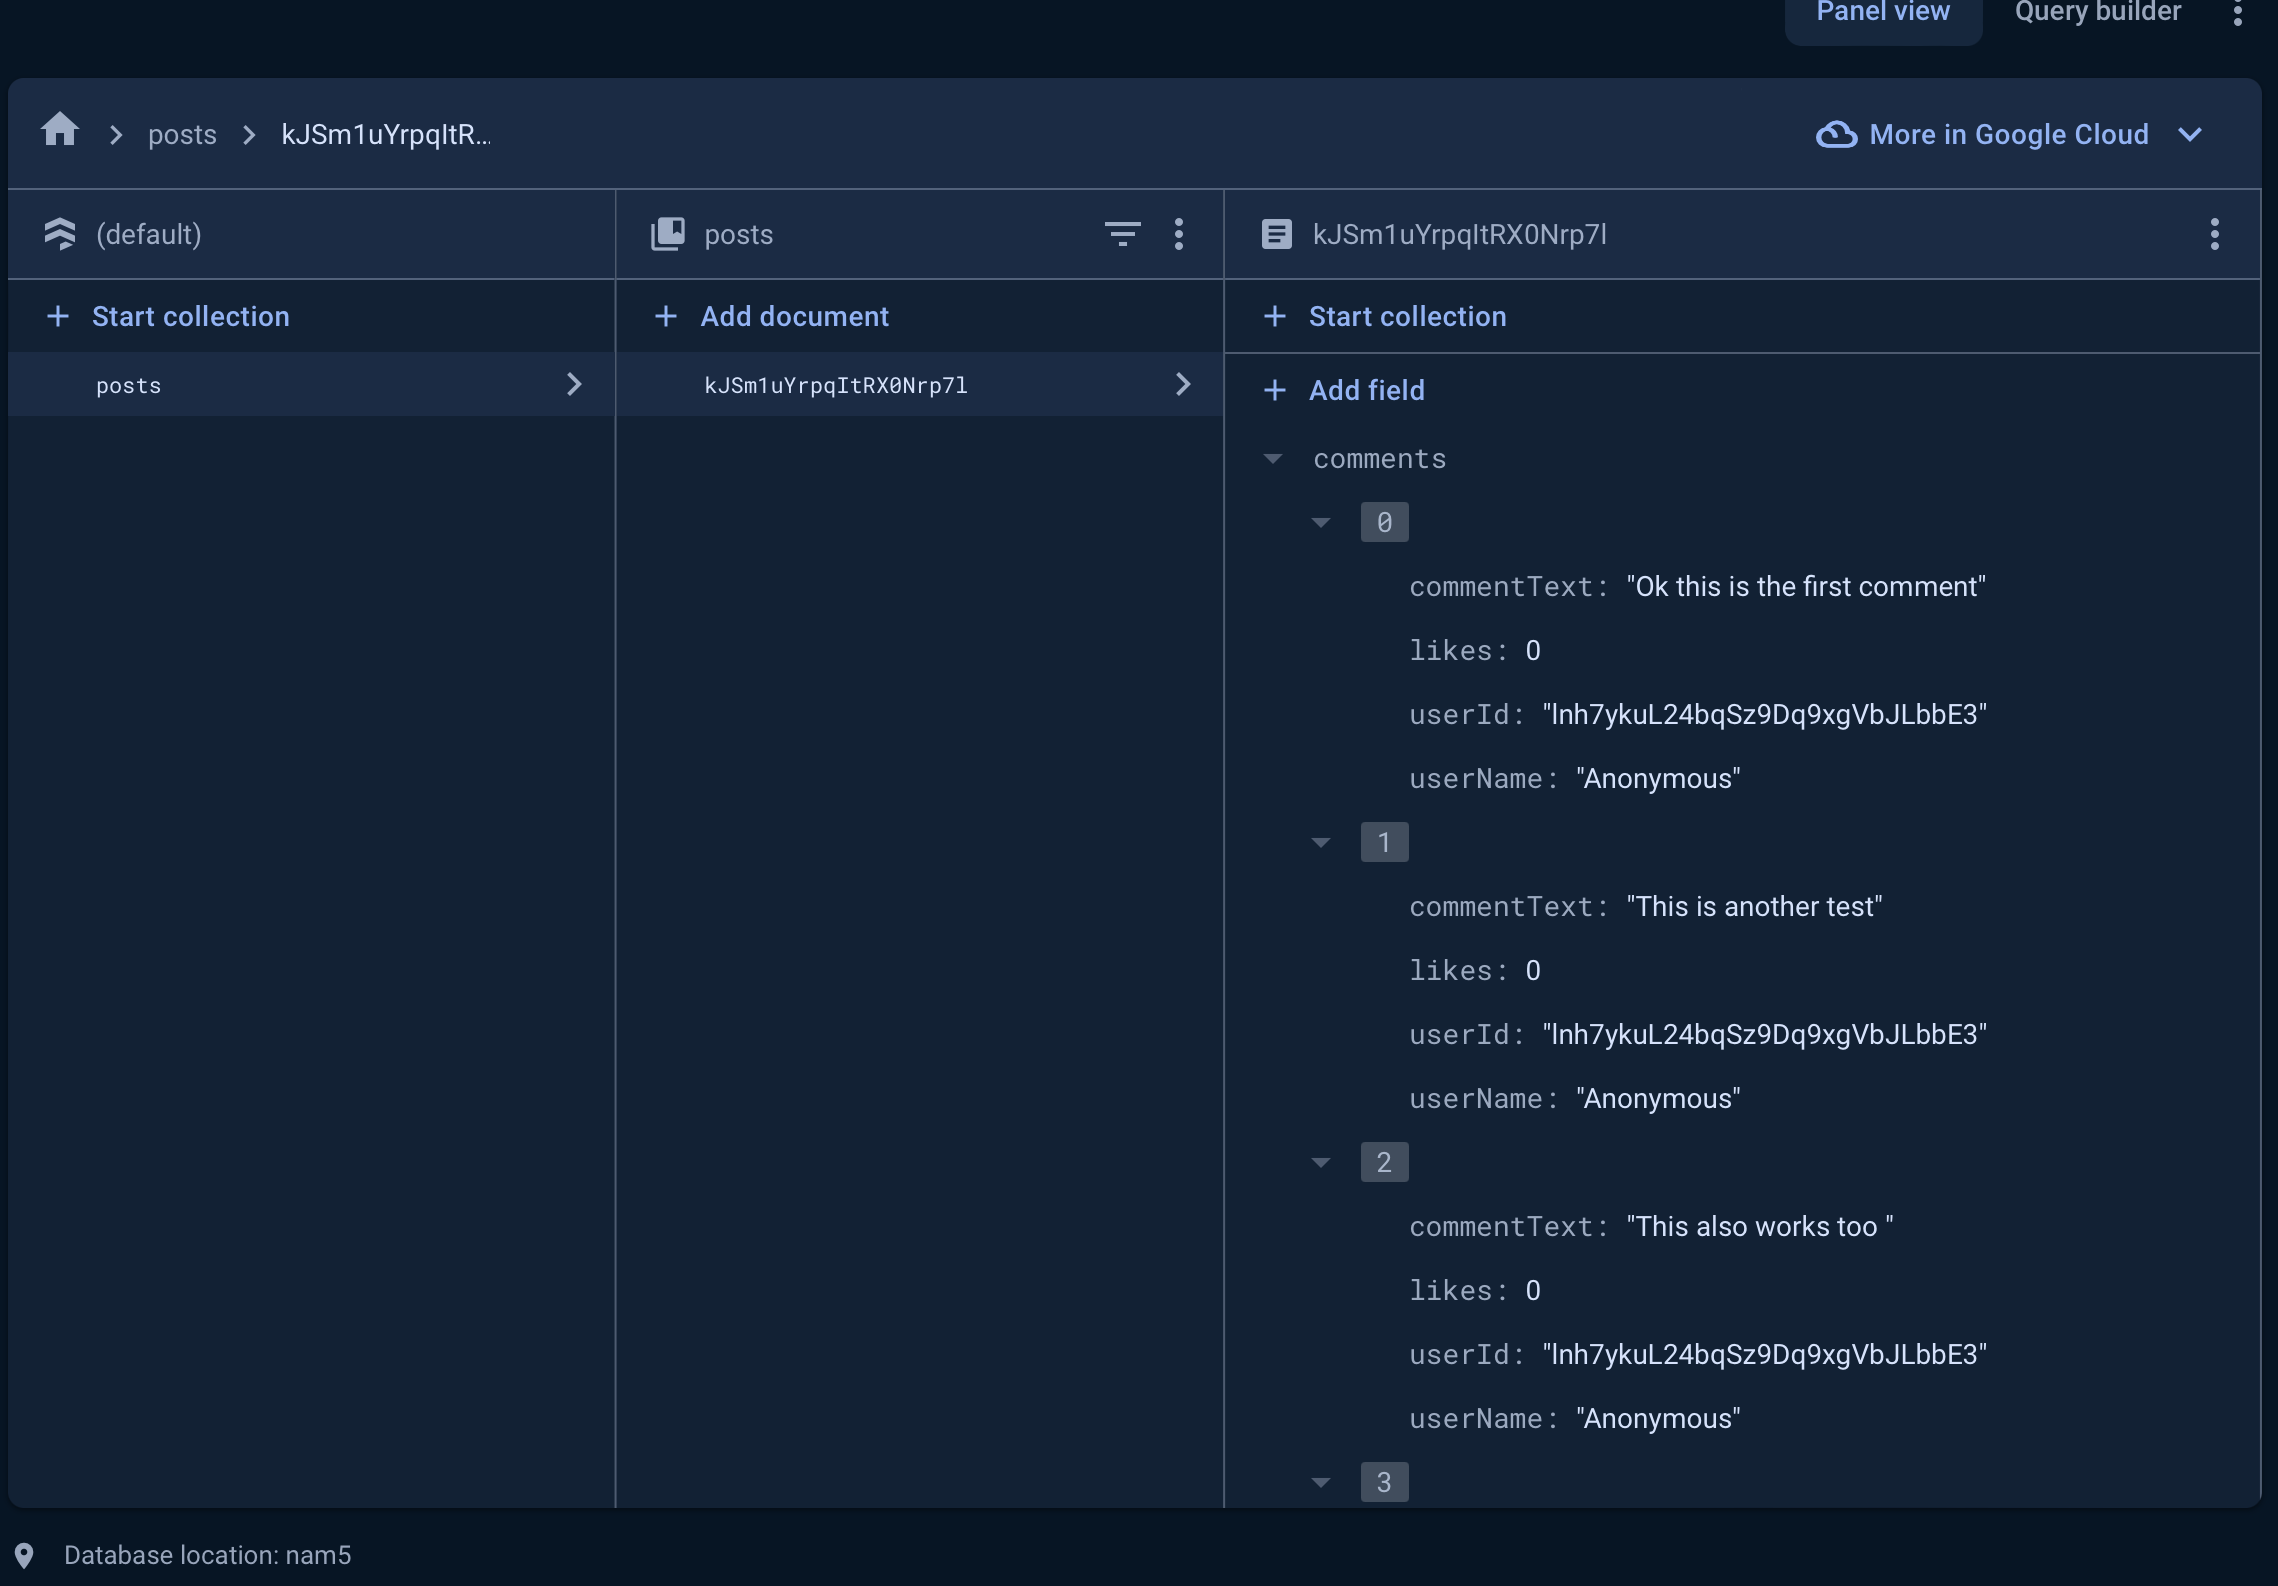 Panel view Query builder
posts kJSm1uYrpqItR...
More in Google Cloud
(default)
posts
kJSm1uYrpqItRX0Nrp7l
+ Start collection
+ Add document
+ Start collection
posts
kJSm1uYrpqItRX0Nrp7l
+ Add field
comments
0
commentText: "Ok this is the first comment"
likes: 0
userId: "lnh7ykuL24bqSz9Dq9xgVbJLbbE3"
userName: "Anonymous"
1
commentText: "This is another test"
likes: 0
userId: "lnh7ykuL24bqSz9Dq9xgVbJLbbE3"
userName: "Anonymous"
2
commentText: "This also works too "
likes: 0
userId: "lnh7ykuL24bqSz9Dq9xgVbJLbbE3"
userName: "Anonymous"
3
Database location: nam5